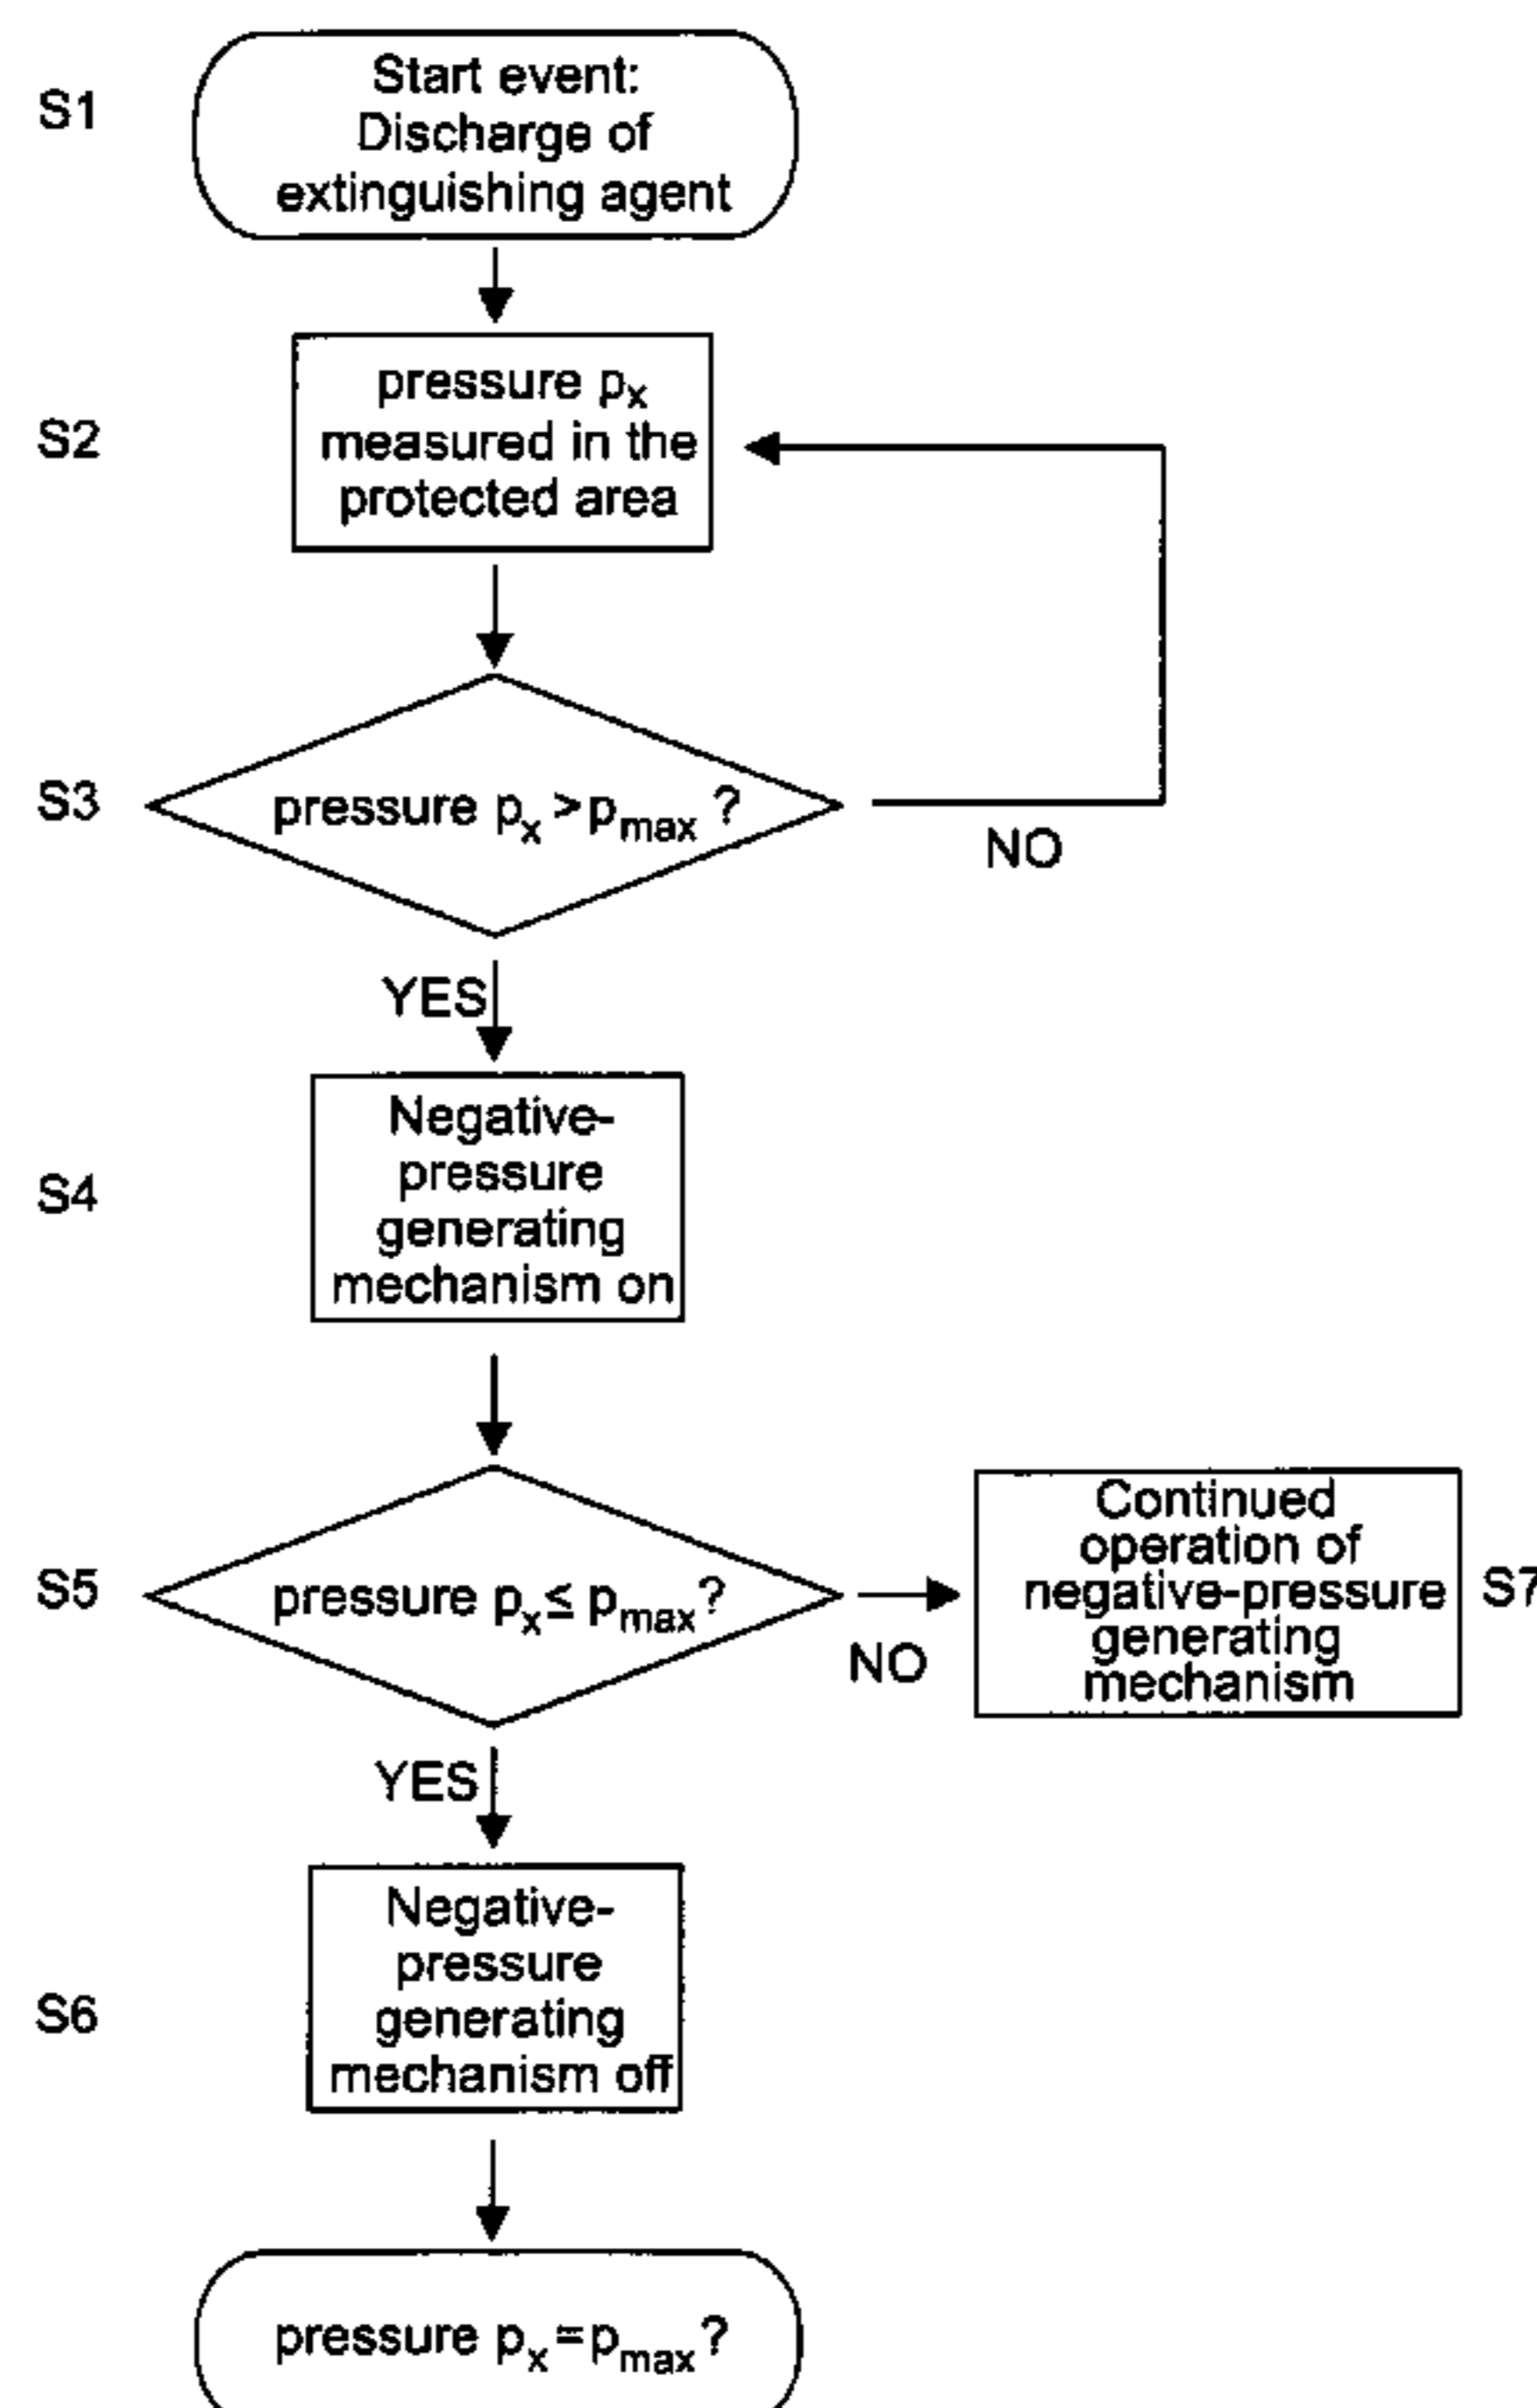 S1
Start event:
Discharge of
extinguishing agent
S2
pressure px
measured in the
protected area
S3
pressure px > pmax ?
NO
YES
S4
Negative-
pressure
generating
mechanism on
S5
pressure px ≤ pmax?
NO
Continued
operation of
negative-pressure
generating
mechanism
S7
YES
S6
Negative-
pressure
generating
mechanism off
pressure px = pmax?